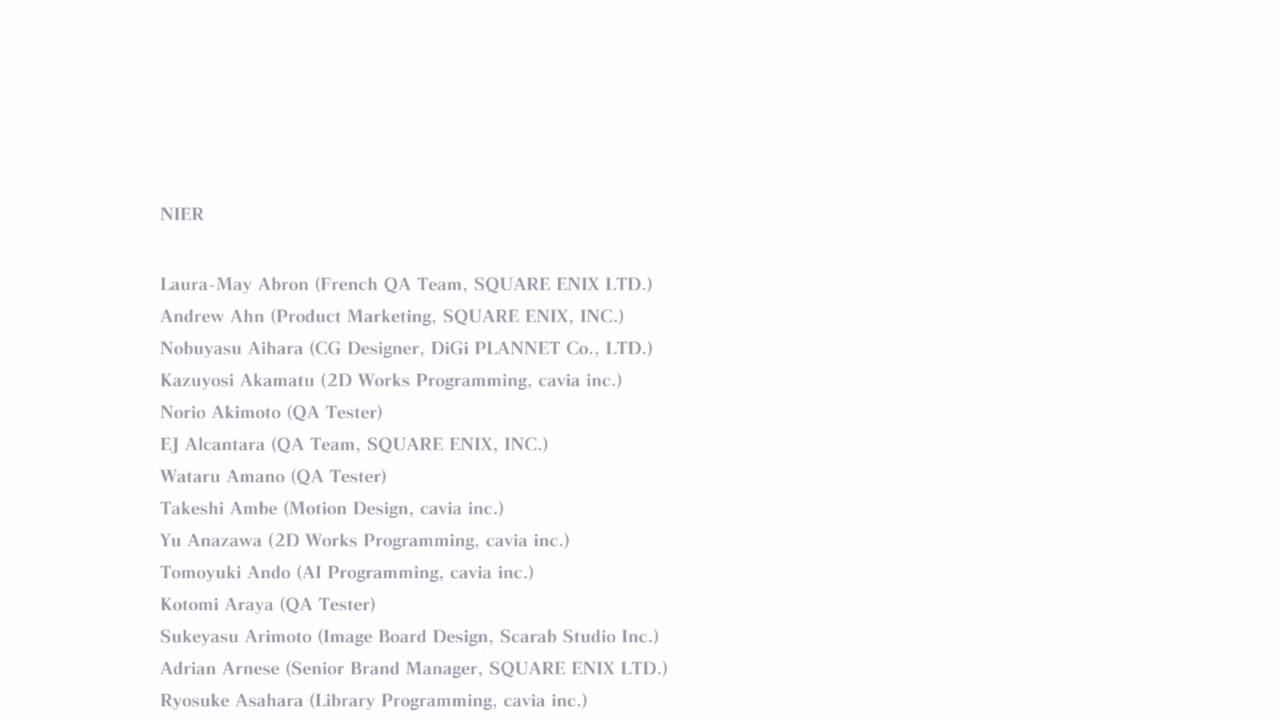 NIER
Laura-May Abron (French QA Team, SQUARE ENIX LTD.)
Andrew Ahn (Product Marketing, SQUARE ENIX, INC.)
Nobuyasu Aihara (CG Designer, DiGi PLANNET Co., LTD.)
Kazuyosi Akamatu (2D Works Programming, cavia inc.)
Norio Akimoto (QA Tester)
EJ Alcantara (QA Team, SQUARE ENIX, INC.)
Wataru Amano (QA Tester)
Takeshi Ambe (Motion Design, cavia inc.)
Yu Anazawa (2D Works Programming, cavia inc.)
Tomoyuki Ando (AI Programming, cavia inc.)
Kotomi Araya (QA Tester)
Sukeyasu Arimoto (Image Board Design, Scarab Studio Inc.)
Adrian Arnese (Senior Brand Manager, SQUARE ENIX LTD.)
Ryosuke Asahara (Library Programming, cavia inc.)